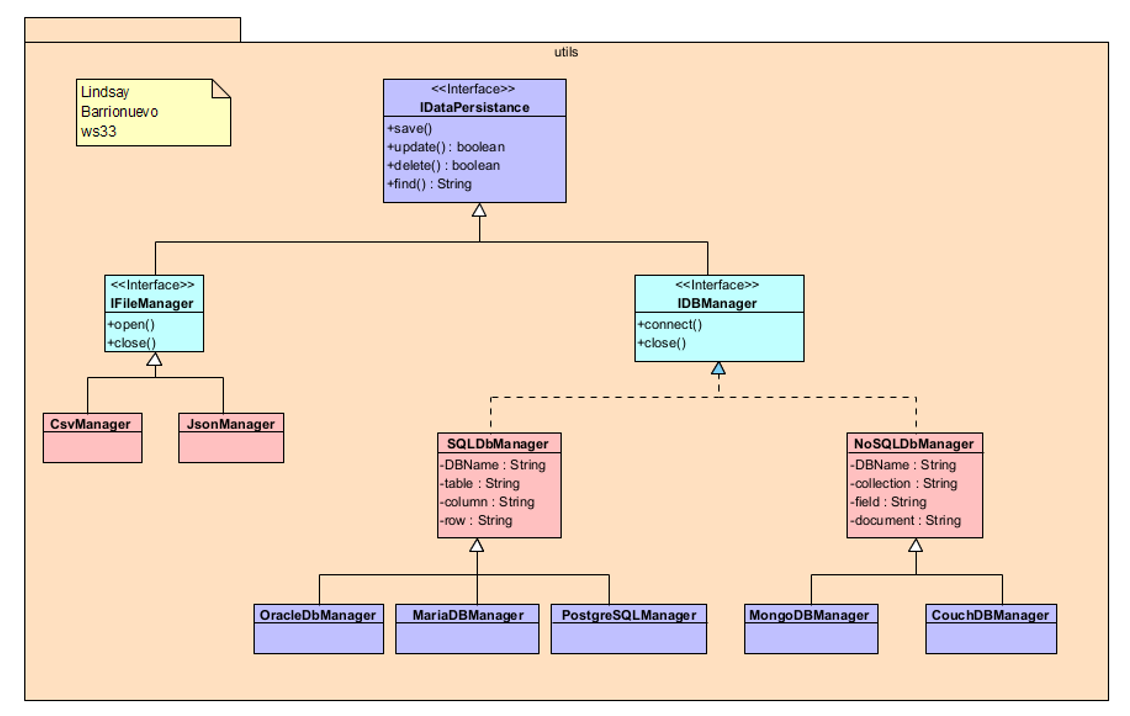 utils
Lindsay
Barrionuevo
ws33
<<Interface>>
IDataPersistance
+save()
+update() : boolean
+delete() : boolean
+find() : String
<<Interface>>
IFileManager
+open()
+close()
<<Interface>>
IDBManager
+connect()
+close()
CsvManager
JsonManager
SQLDbManager
-DBName : String
-table : String
-column : String
-row : String
NoSQLDbManager
-DBName : String
-collection : String
-field : String
-document : String
OracleDbManager
MariaDBManager
PostgreSQLManager
MongoDBManager
CouchDBManager